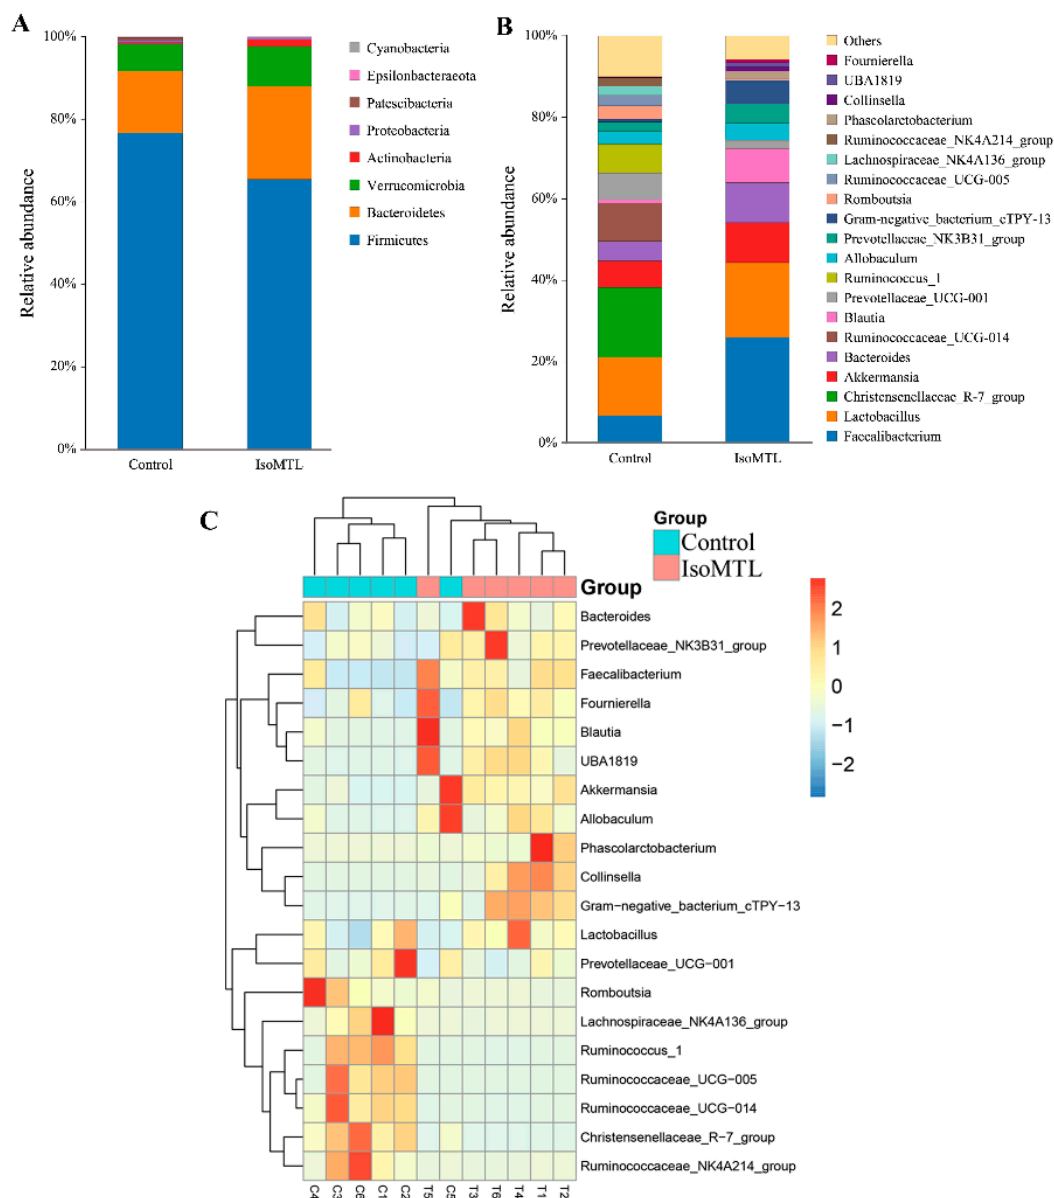 A
100%
80%
60%
40%
20%
0%
Relative abundance
Control
IsoMTL
Cyanobacteria
Epsilonbacteraeota
Patescibacteria
Proteobacteria
Actinobacteria
Verrucomicrobia
Bacteroidetes
Firmicutes
B
100%
80%
60%
40%
20%
0%
Relative abundance
Control
IsoMTL
Others
Fournierella
UBA1819
Collinsella
Phascolarctobacterium
Ruminococcaceae_NK4A214_group
Lachnospiraceae_NK4A136_group
Ruminococcaceae_UCG-005
Romboutsia
Gram-negative_bacterium_cTPY-13
Prevotellaceae_NK3B31_group
Allobaculum
Ruminococcus_1
Prevotellaceae_UCG-001
Blautia
Ruminococcaceae_UCG-014
Bacteroides
Akkermansia
Christensenellaceae_R-7_group
Lactobacillus
Faecalibacterium
C
Group
Control
IsoMTL
Group
2
1
0
−1
−2
Bacteroides
Prevotellaceae_NK3B31_group
Faecalibacterium
Fournierella
Blautia
UBA1819
Akkermansia
Allobaculum
Phascolarctobacterium
Collinsella
Gram−negative_bacterium_cTPY−13
Lactobacillus
Prevotellaceae_UCG−001
Romboutsia
Lachnospiraceae_NK4A136_group
Ruminococcus_1
Ruminococcaceae_UCG−005
Ruminococcaceae_UCG−014
Christensenellaceae_R−7_group
Ruminococcaceae_NK4A214_group
C4 C3 C6 C1 C2 T5 C5 T3 T6 T4 T1 T2